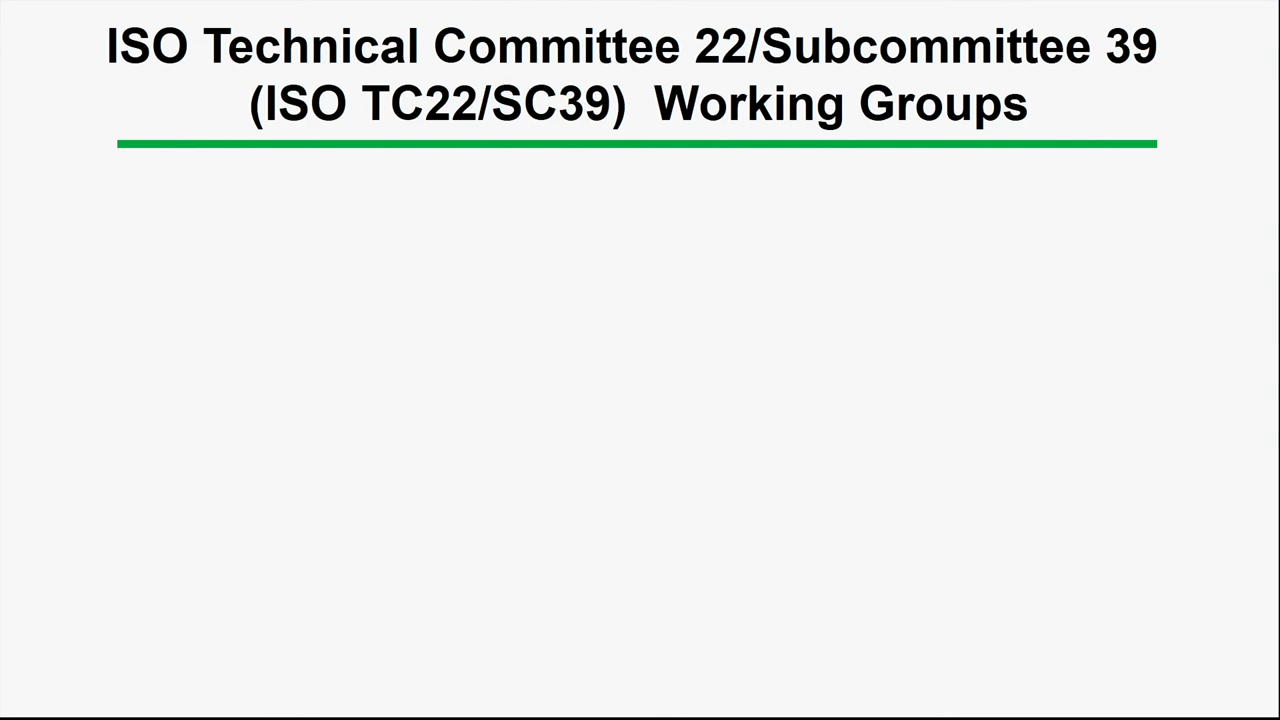 ISO Technical Committee 22/Subcommittee 39
(ISO TC22/SC39)  Working Groups